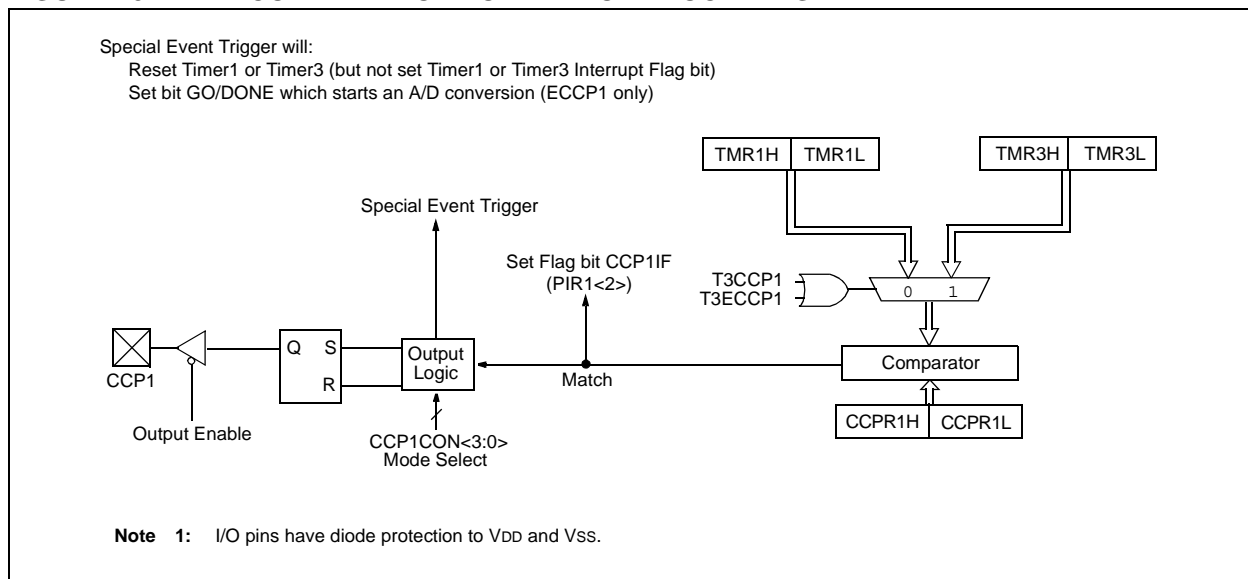 Special Event Trigger will:
Reset Timer1 or Timer3 (but not set Timer1 or Timer3 Interrupt Flag bit)
Set bit GO/DONE which starts an A/D conversion (ECCP1 only)
TMR1H TMR1L
TMR3H TMR3L
Special Event Trigger
Set Flag bit CCP1IF
(PIR1<2>)
T3CCP1
T3ECCP1
0 1
Q S
R
Output
Logic
Comparator
CCP1
Match
Output Enable
CCP1CON<3:0>
Mode Select
CCPR1H CCPR1L
Note 1: I/O pins have diode protection to VDD and VSS.